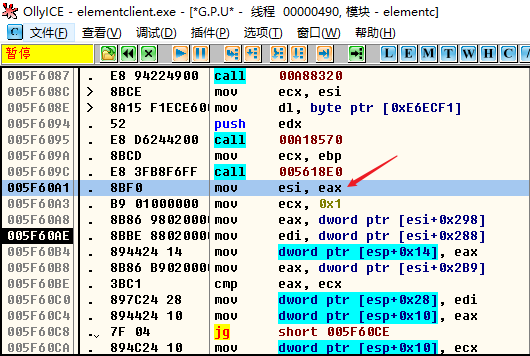 OllyICE - elementclient.exe - [*G.P.U* - 线程 00000490, 模块 - elementc]
C 文件(F) 查看(V) 调试(D) 插件(P) 选项(T) 窗口(W) 帮助(H)
暂停 L E M T W H C
005F6087 . E8 94224900 call 00A88320
005F608C > 8BCE mov ecx, esi
005F608E > 8A15 F1ECE60 mov dl, byte ptr [0xE6ECF1]
005F6094 . 52 push edx
005F6095 . E8 D6244200 call 00A18570
005F609A . 8BCD mov ecx, ebp
005F609C . E8 3FB8F6FF call 005618E0
005F60A1 . 8BF0 mov esi, eax
005F60A3 . B9 01000000 mov ecx, 0x1
005F60A8 . 8B86 98020000 mov eax, dword ptr [esi+0x298]
005F60AE . 8BBE 88020000 mov edi, dword ptr [esi+0x288]
005F60B4 . 894424 14 mov dword ptr [esp+0x14], eax
005F60B8 . 8B86 B9020000 mov eax, dword ptr [esi+0x2B9]
005F60BE . 3BC1 cmp eax, ecx
005F60C0 . 897C24 28 mov dword ptr [esp+0x28], edi
005F60C4 . 894424 10 mov dword ptr [esp+0x10], eax
005F60C8 . 7F 04 jg short 005F60CE
005F60CA . 894C24 10 mov dword ptr [esp+0x10], ecx